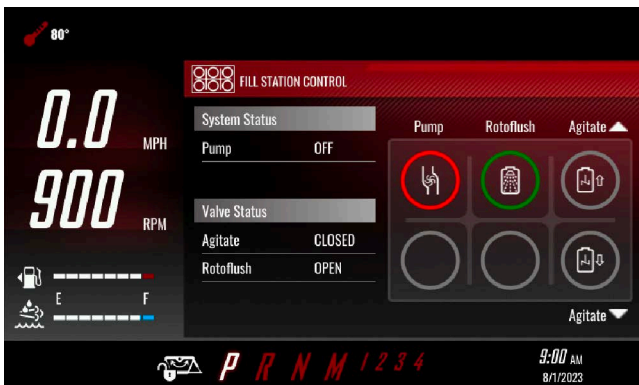 80°
FILL STATION CONTROL
0.0 MPH
900 RPM
System Status
Pump OFF
Valve Status
Agitate CLOSED
Rotoflush OPEN
Pump Rotoflush Agitate
Agitate
E F
P R N M 1 2 3 4
9:00 AM
8/1/2023